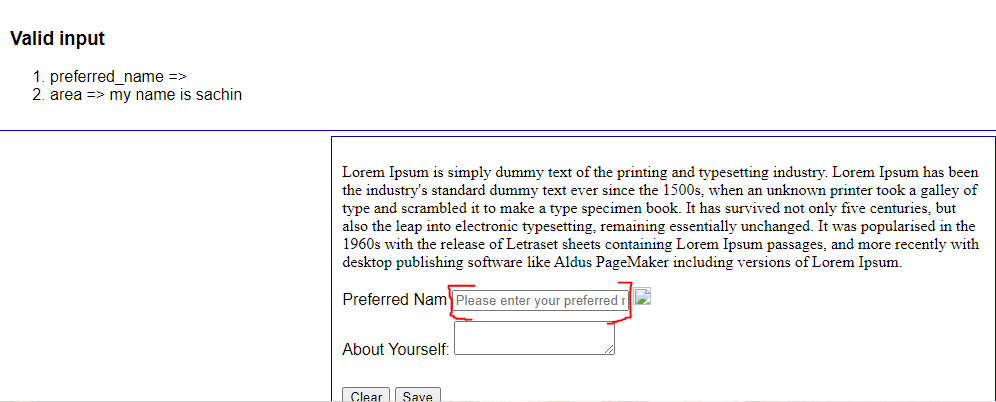 Valid input
1. preferred_name =>
2. area => my name is sachin
Lorem Ipsum is simply dummy text of the printing and typesetting industry. Lorem Ipsum has been
the industry's standard dummy text ever since the 1500s, when an unknown printer took a galley of
type and scrambled it to make a type specimen book. It has survived not only five centuries, but
also the leap into electronic typesetting, remaining essentially unchanged. It was popularised in the
1960s with the release of Letraset sheets containing Lorem Ipsum passages, and more recently with
desktop publishing software like Aldus PageMaker including versions of Lorem Ipsum.
Preferred Nam Please enter your preferred r
About Yourself:
Clear Save